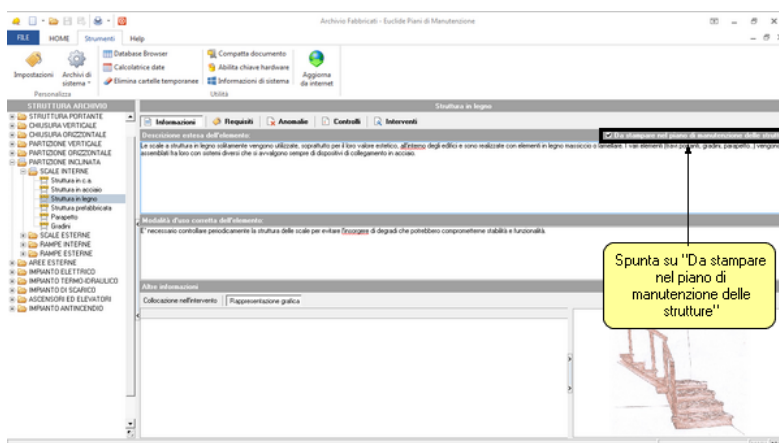 Archivio Fabbricati - Euclide Piani di Manutenzione
FILE HOME Strumenti Help
Impostazioni
Archivi di sistema
Database Browser
Calcolatrice date
Elimina cartelle temporanee
Compatta documento
Abilita chiave hardware
Informazioni di sistema
Aggiorna da internet
Personalizza
Utilità
STRUTTURA ARCHIVIO
STRUTTURA PORTANTE
CHIUSURA VERTICALE
CHIUSURA ORIZZONTALE
PARTIZIONE VERTICALE
PARTIZIONE ORIZZONTALE
PARTIZIONE INCLINATA
SCALE INTERNE
Struttura in c.a.
Struttura in acciaio
Struttura in legno
Struttura prefabbricata
Parapetto
Gradini
SCALE ESTERNE
RAMPE INTERNE
RAMPE ESTERNE
AREE ESTERNE
IMPIANTO ELETTRICO
IMPIANTO TERMO-IDRAULICO
IMPIANTO DI SCARICO
ASCENSORI ED ELEVATORI
IMPIANTO ANTINCENDIO
Struttura in legno
Informazioni Requisiti Anomalie Controlli Interventi
Descrizione estesa dell'elemento: Da stampare nel piano di manutenzione delle strutt
Le scale a struttura in legno solitamente vengono utilizzate, soprattutto per il loro valore estetico, all'interno degli edifici e sono realizzate con elementi in legno massiccio o lamellare. I vari elementi (travi portanti, gradini, parapetto..) vengono
assemblati fra loro con sistemi diversi che si avvalgono sempre di dispositivi di collegamento in acciaio.
Modalità d'uso corretta dell'elemento:
E' necessario controllare periodicamente la struttura delle scale per evitare l'insorgere di degradi che potrebbero comprometterne stabilità e funzionalità.
Altre informazioni
Collocazione nell'intervento Rappresentazione grafica
Spunta su "Da stampare
nel piano di
manutenzione delle
strutture"